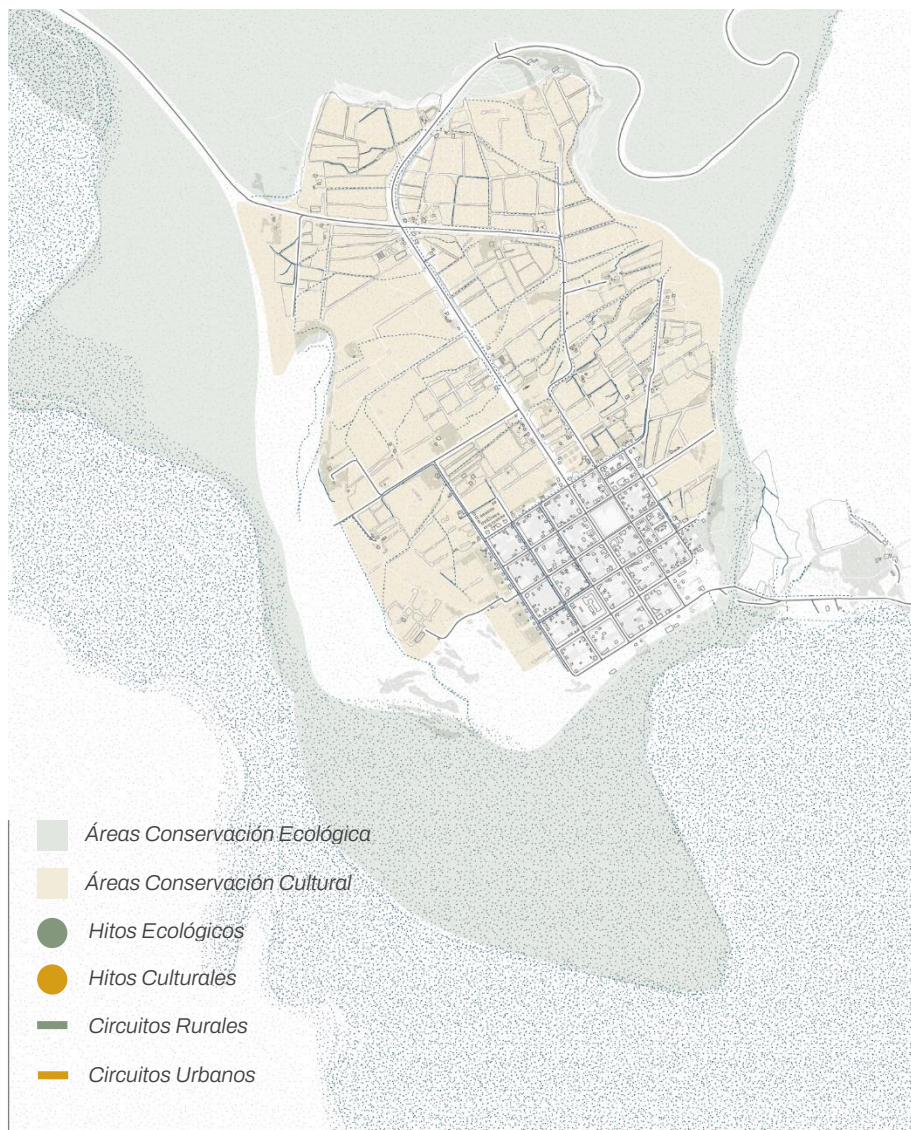 Áreas Conservación Ecológica
Áreas Conservación Cultural
Hitos Ecológicos
Hitos Culturales
Circuitos Rurales
Circuitos Urbanos